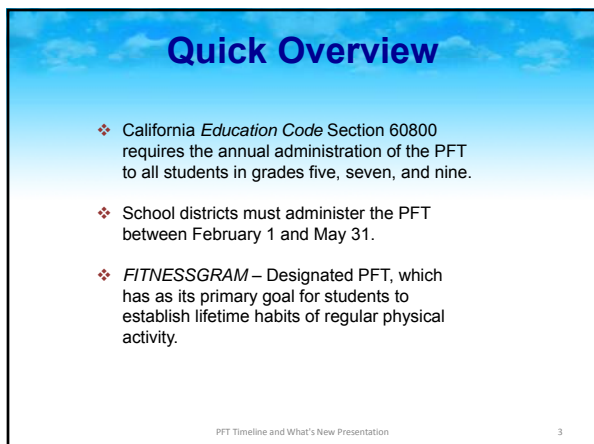 Quick Overview
❖ California Education Code Section 60800
requires the annual administration of the PFT
to all students in grades five, seven, and nine.
❖ School districts must administer the PFT
between February 1 and May 31.
❖ FITNESSGRAM – Designated PFT, which
has as its primary goal for students to
establish lifetime habits of regular physical
activity.
PFT Timeline and What's New Presentation 3